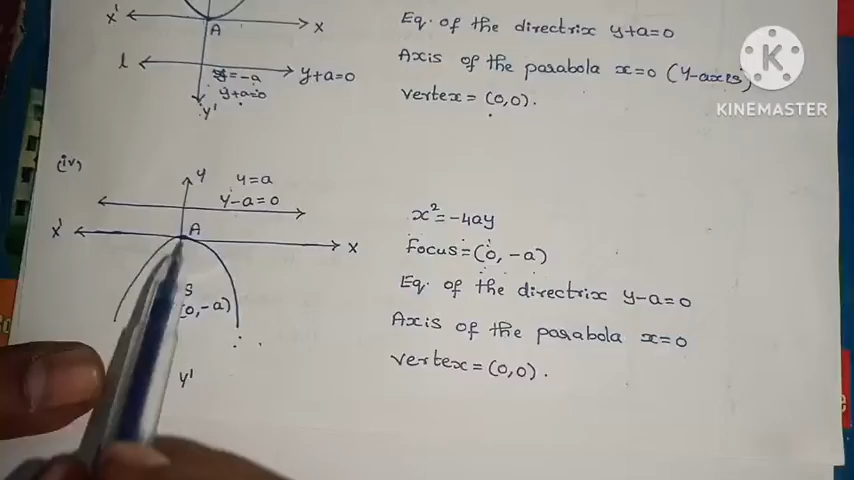 x'
A
x
Eq. of the directrix y+a=0
l
y=-a
y+a=0
y+a=0
Axis of the parabola x=0 (y-axis)
y'
vertex = (0,0).
K
KINEMASTER
(iv)
y
y=a
y-a=0
x'
A
x
x²=-4ay
S
(0,-a)
Focus=(0, -a)
Eq. of the directrix y-a=0
Axis of the parabola x=0
y'
vertex=(0,0).